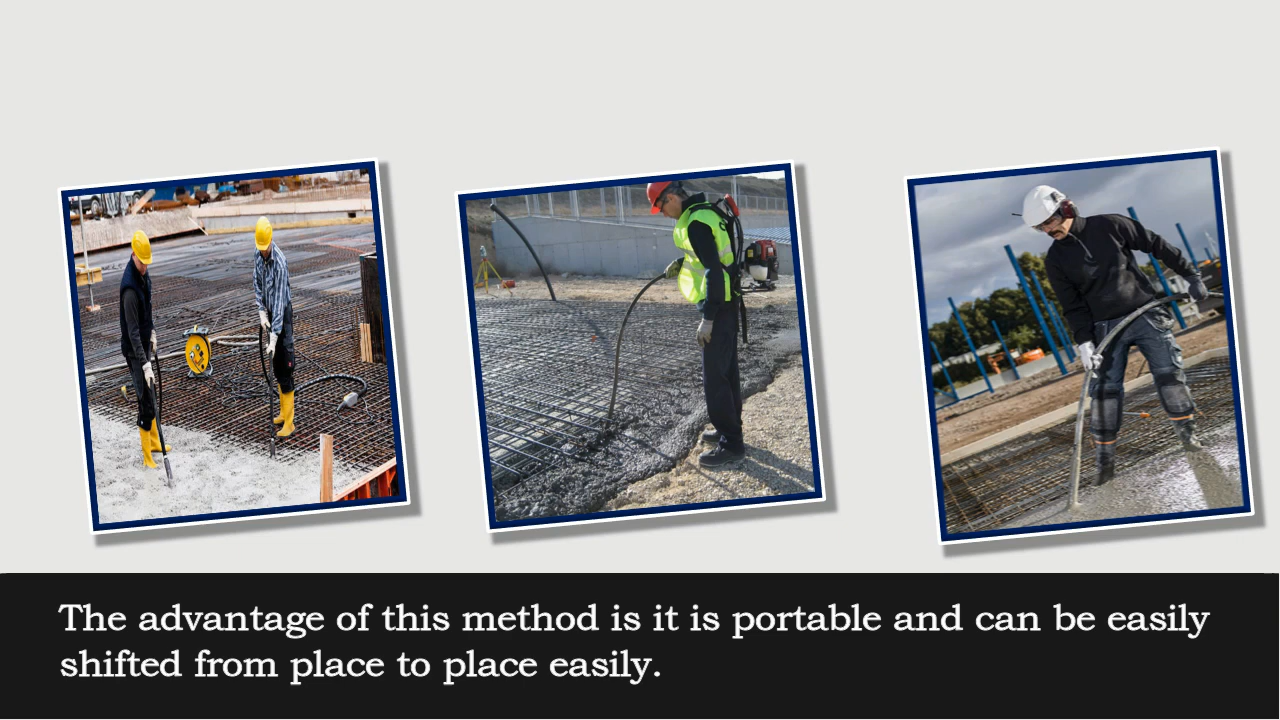 The advantage of this method is it is portable and can be easily
shifted from place to place easily.